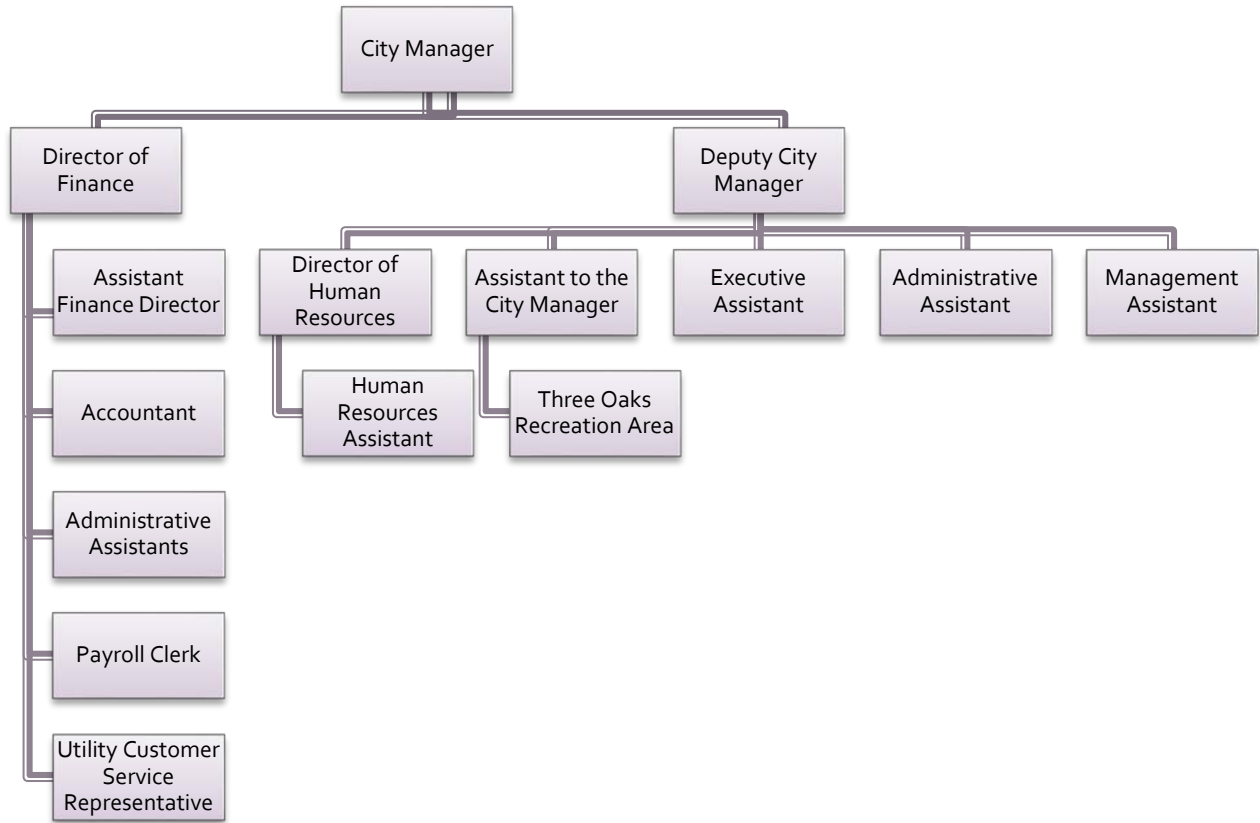 City Manager
Director of
Finance
Deputy City
Manager
Assistant
Finance Director
Accountant
Administrative
Assistants
Payroll Clerk
Utility Customer
Service
Representative
Director of
Human
Resources
Human
Resources
Assistant
Assistant to the
City Manager
Three Oaks
Recreation Area
Executive
Assistant
Administrative
Assistant
Management
Assistant